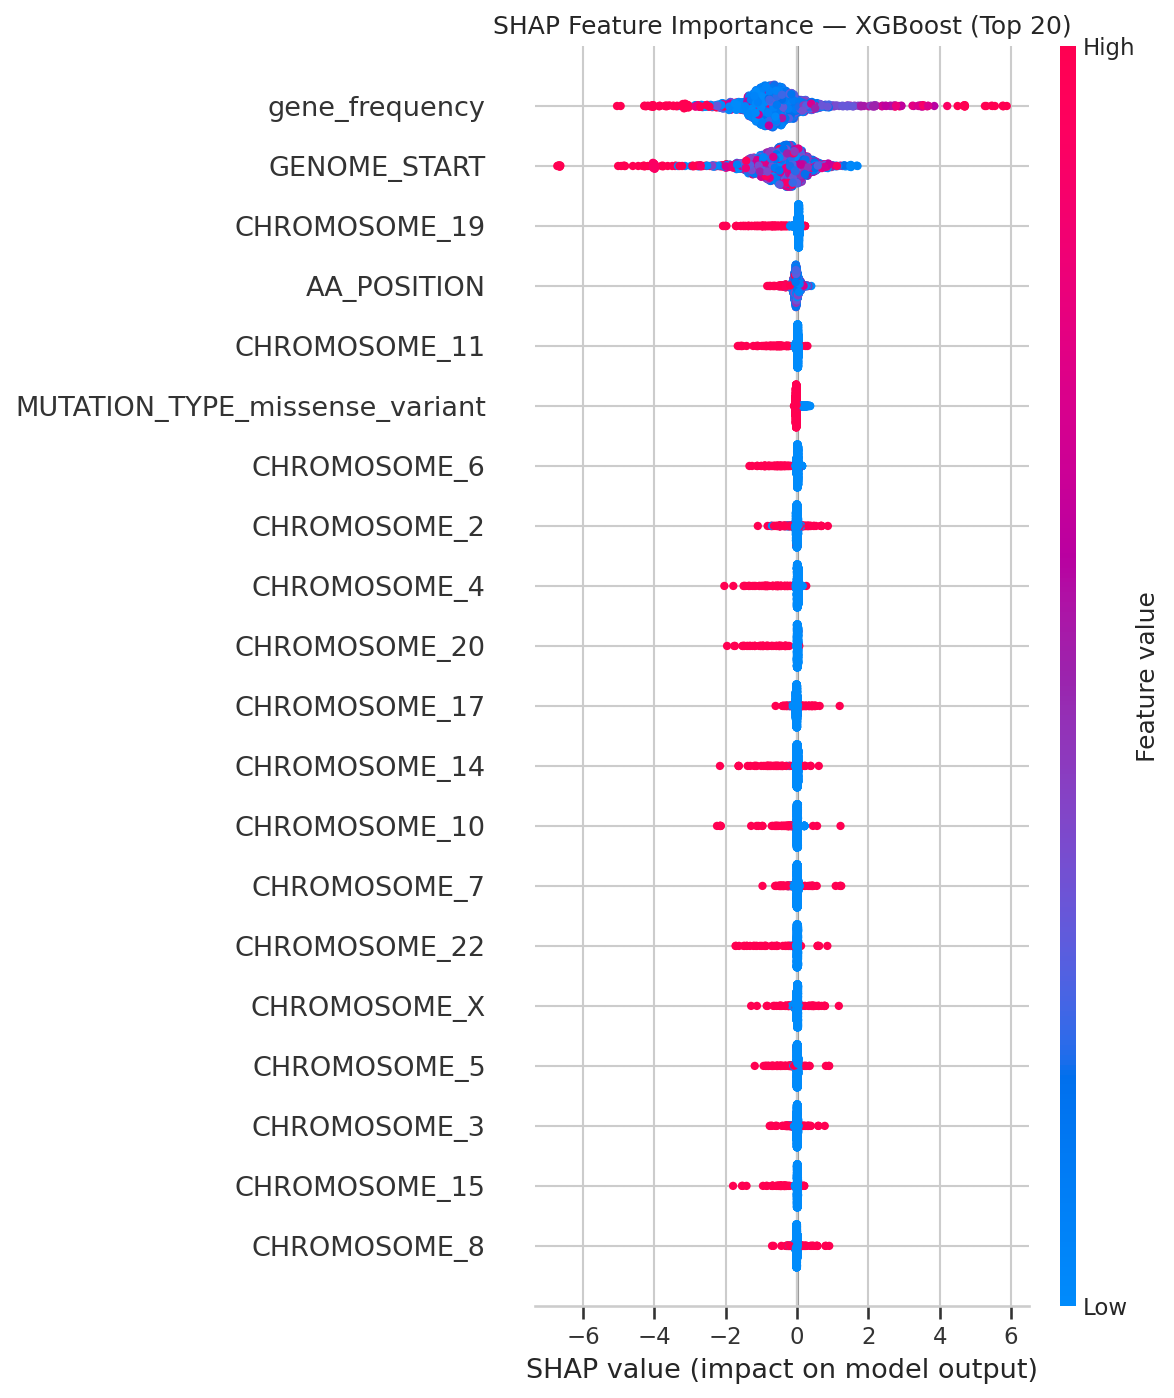 SHAP Feature Importance — XGBoost (Top 20)
High
gene_frequency
GENOME_START
CHROMOSOME_19
AA_POSITION
CHROMOSOME_11
MUTATION_TYPE_missense_variant
CHROMOSOME_6
CHROMOSOME_2
CHROMOSOME_4
CHROMOSOME_20
CHROMOSOME_17
CHROMOSOME_14
CHROMOSOME_10
CHROMOSOME_7
CHROMOSOME_22
CHROMOSOME_X
CHROMOSOME_5
CHROMOSOME_3
CHROMOSOME_15
CHROMOSOME_8
Feature value
Low
−6 −4 −2 0 2 4 6
SHAP value (impact on model output)